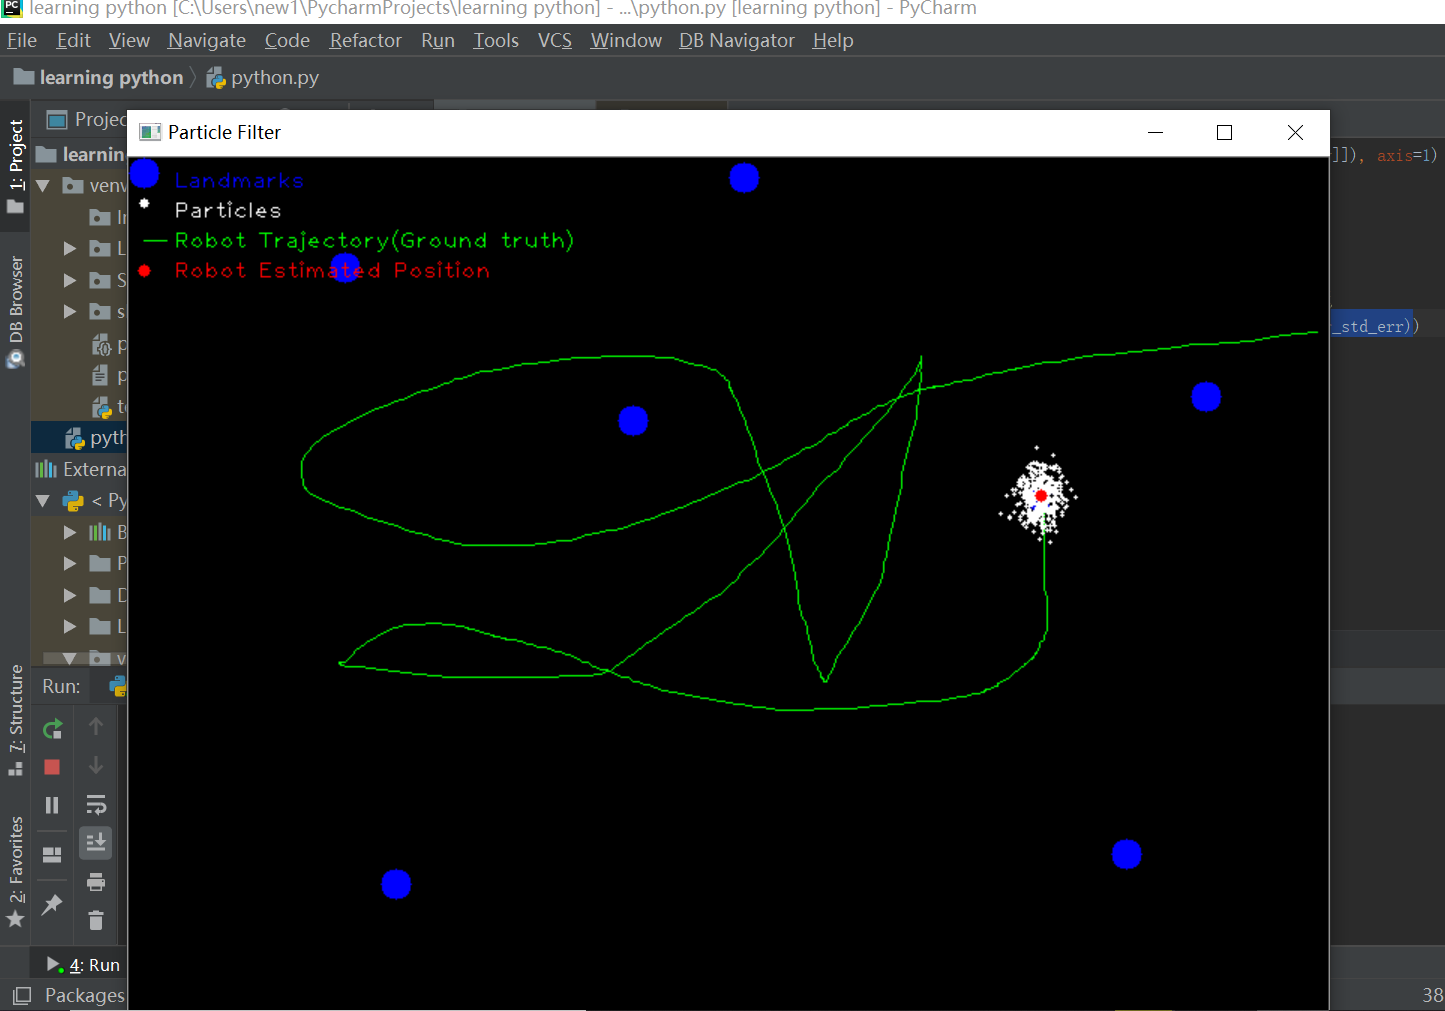 learning python [C:\Users\new1\PycharmProjects\learning python] - ...\python.py [learning python] - PyCharm
File Edit View Navigate Code Refactor Run Tools VCS Window DB Navigator Help
learning python python.py
1: Project
DB Browser
7: Structure
2: Favorites
Projec
learnin
venv
L
S
s
p
p
te
pyth
Externa
< Py
B
P
D
L
v
Particle Filter
Landmarks
Particles
Robot Trajectory(Ground truth)
Robot Estimated Position
]]), axis=1)
_std_err))
Run:
4: Run
Packages
38